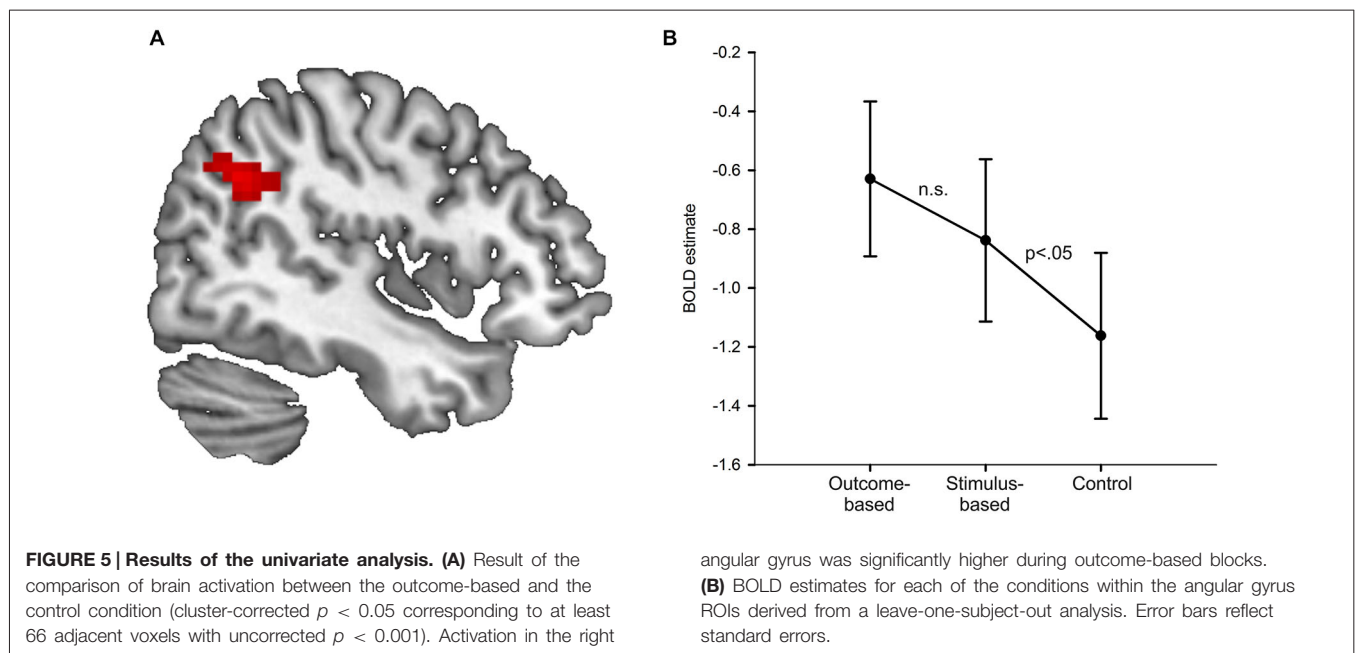 A
B
-0.2
-0.4
-0.6
-0.8
-1.0
-1.2
-1.4
-1.6
BOLD estimate
n.s.
p<.05
Outcome-
based
Stimulus-
based
Control
FIGURE 5 | Results of the univariate analysis. (A) Result of the
comparison of brain activation between the outcome-based and the
control condition (cluster-corrected p < 0.05 corresponding to at least
66 adjacent voxels with uncorrected p < 0.001). Activation in the right
angular gyrus was significantly higher during outcome-based blocks.
(B) BOLD estimates for each of the conditions within the angular gyrus
ROIs derived from a leave-one-subject-out analysis. Error bars reflect
standard errors.